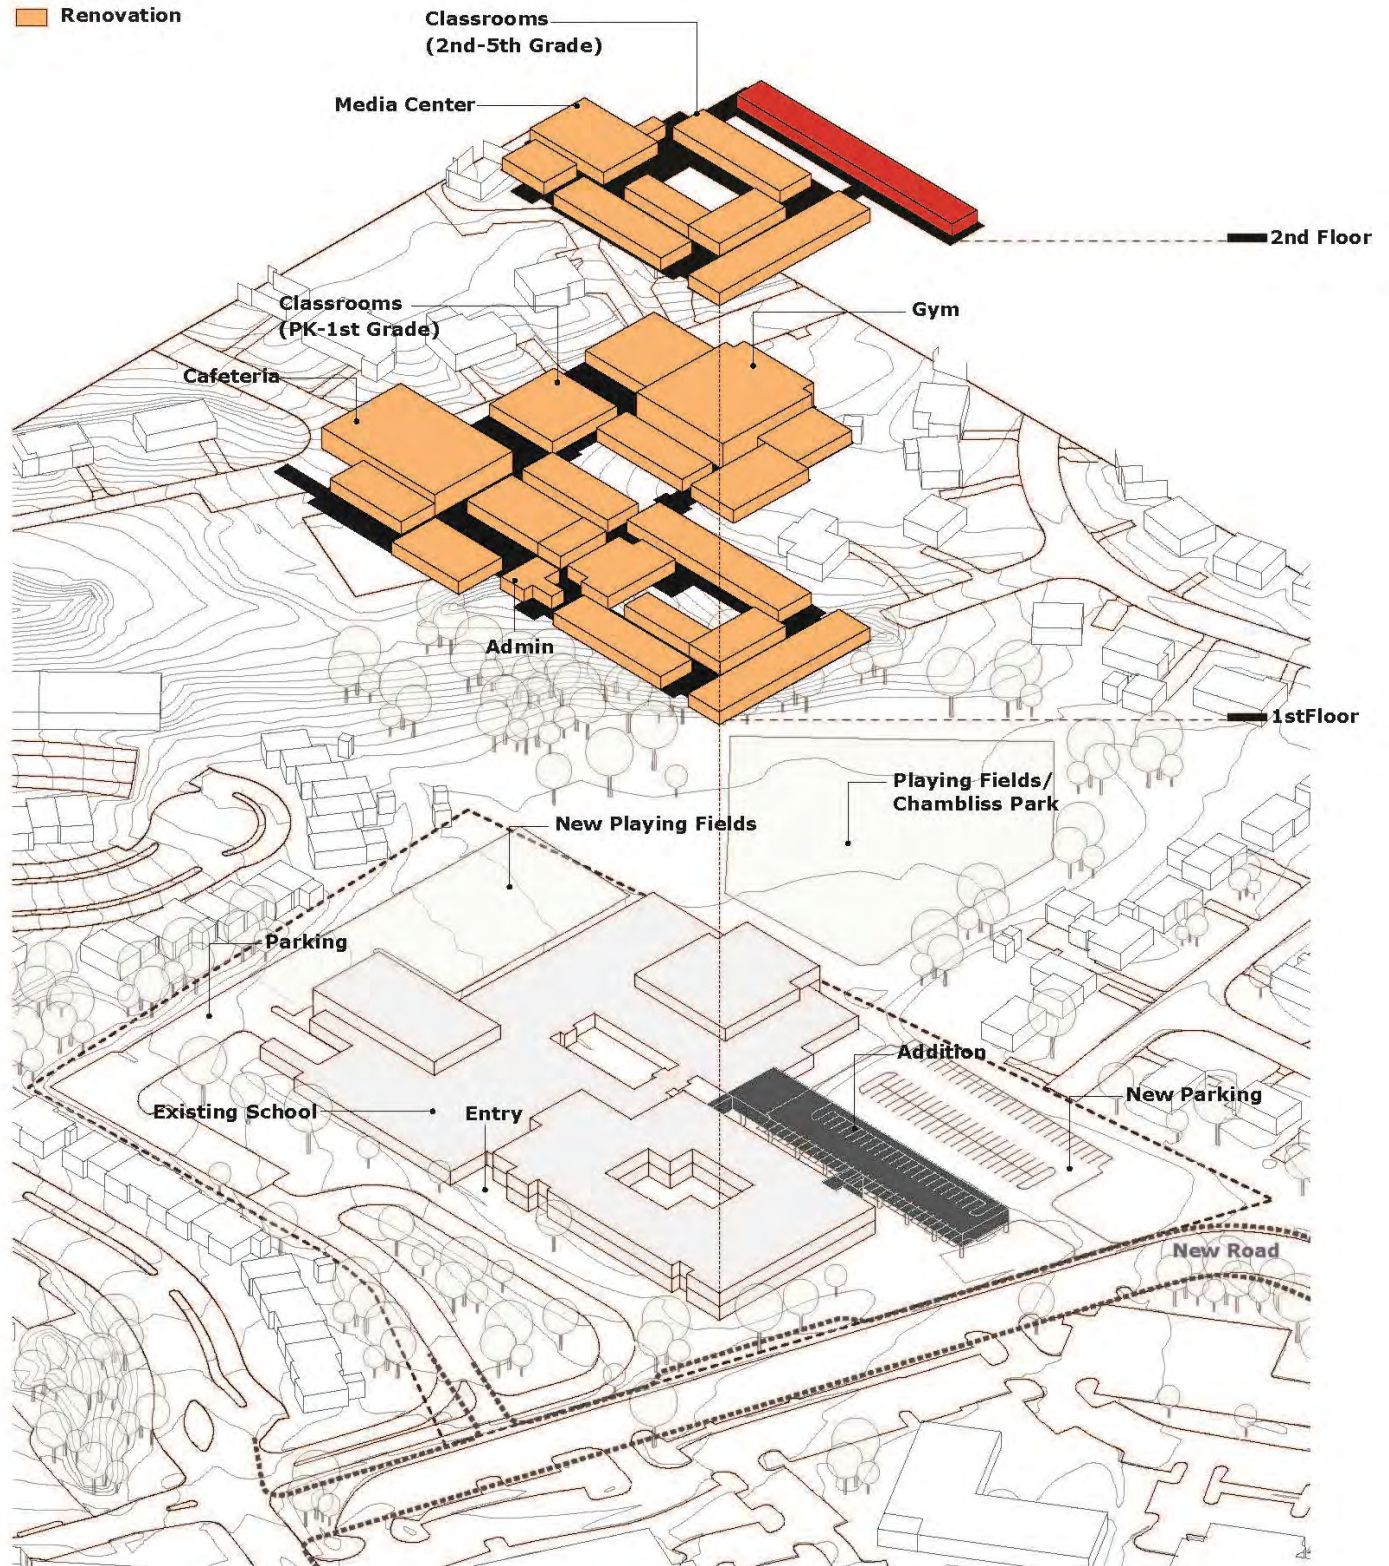 Renovation
Classrooms
(2nd-5th Grade)
Media Center
2nd Floor
Classrooms
(PK-1st Grade)
Gym
Cafeteria
Admin
1stFloor
Playing Fields/
Chambliss Park
New Playing Fields
Parking
Addition
New Parking
Existing School
Entry
New Road